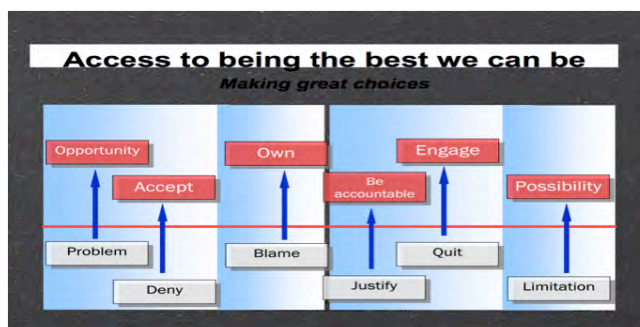 Access to being the best we can be
Making great choices
Opportunity
Accept
Own
Be
accountable
Engage
Possibility
Problem
Deny
Blame
Justify
Quit
Limitation